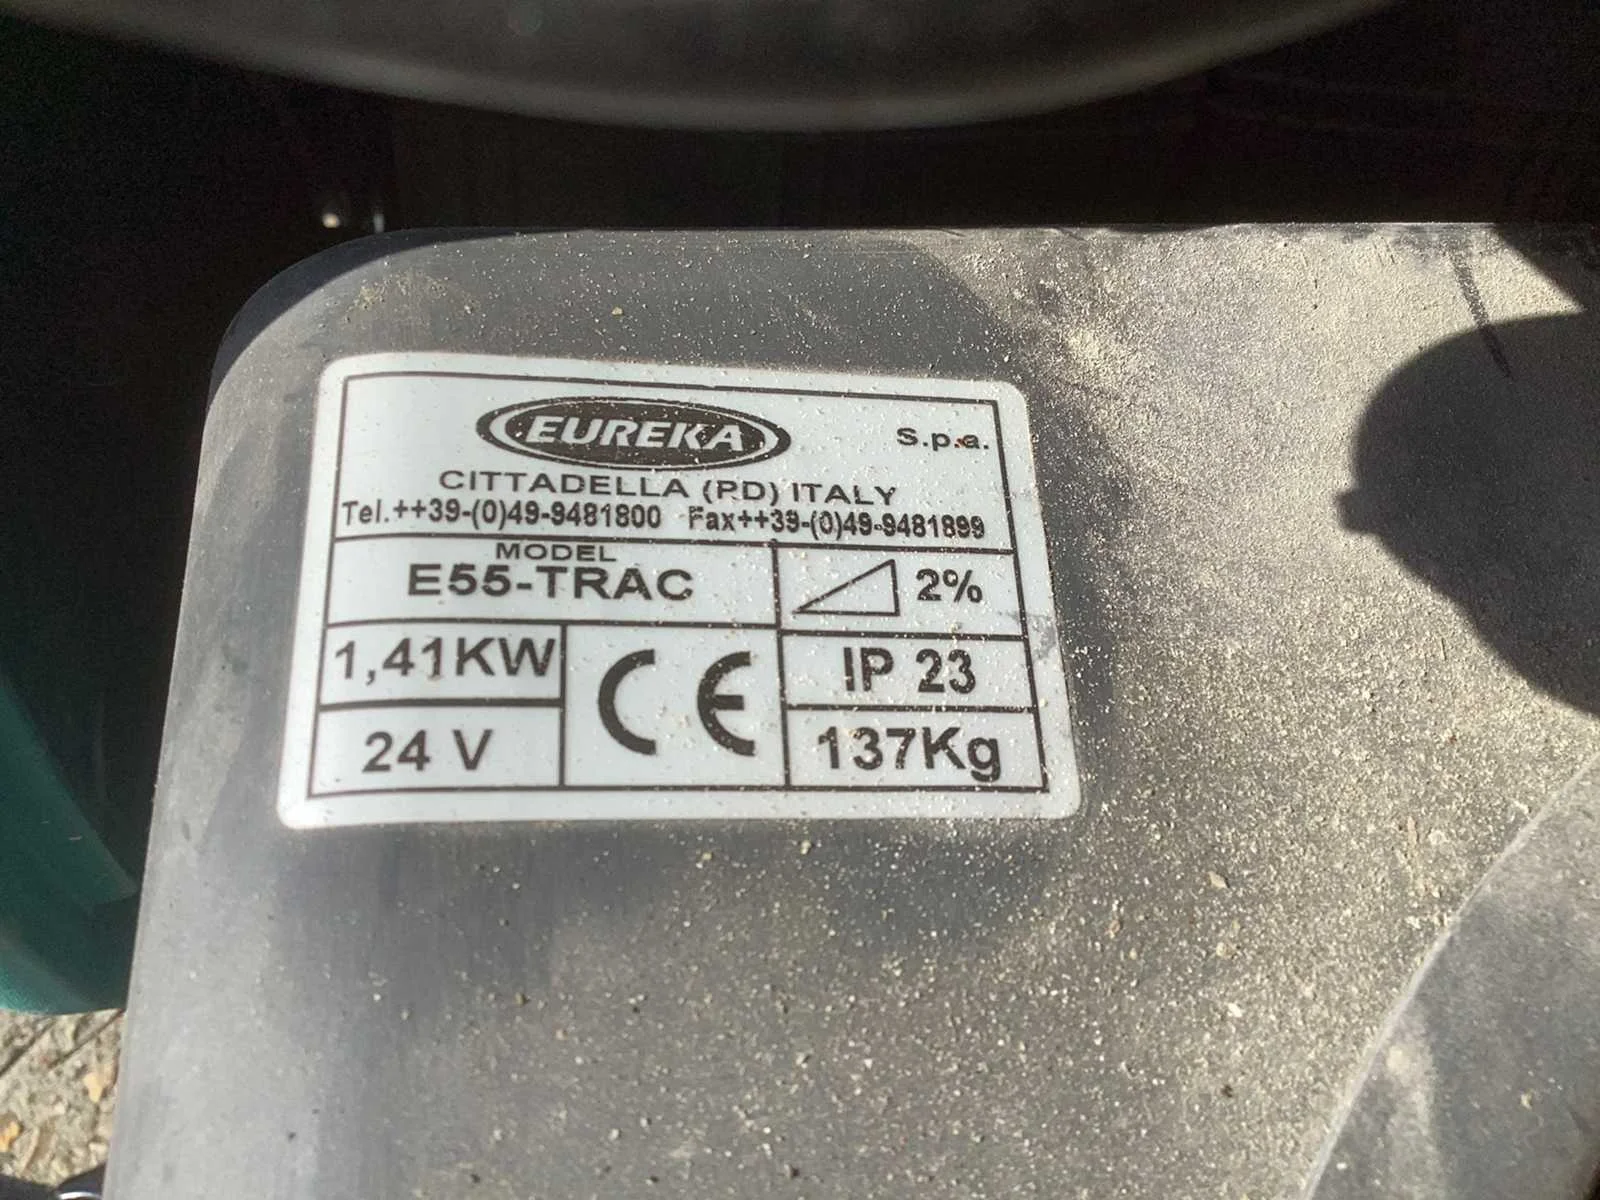 EUREKA S.p.a.
CITTADELLA (PD) ITALY
Tel.++39-(0)49-9481800 Fax++39-(0)49-9481899
MODEL
E55-TRAC
2%
1,41KW
CE
IP 23
24 V
137Kg